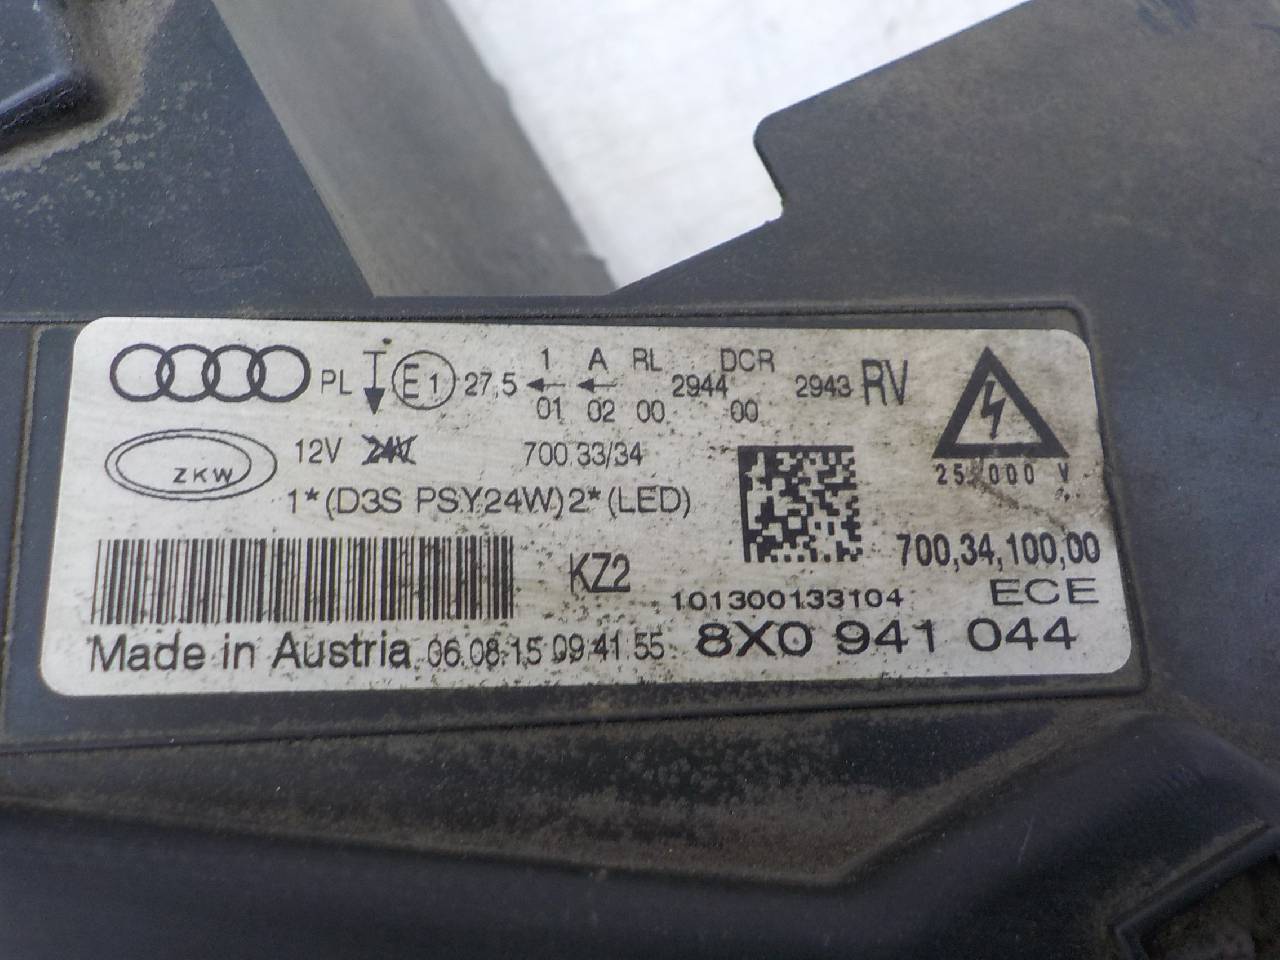 PL E1 27,5 1 A RL DCR RV
01 02 00 2944 00 2943
ZKW 12V 24V 700 33/34
25 000 V
1*(D3S PSY24W)2*(LED)
700,34,100,00
KZ2 101300133104 ECE
Made in Austria 06.08.15 09:41 55 8X0 941 044